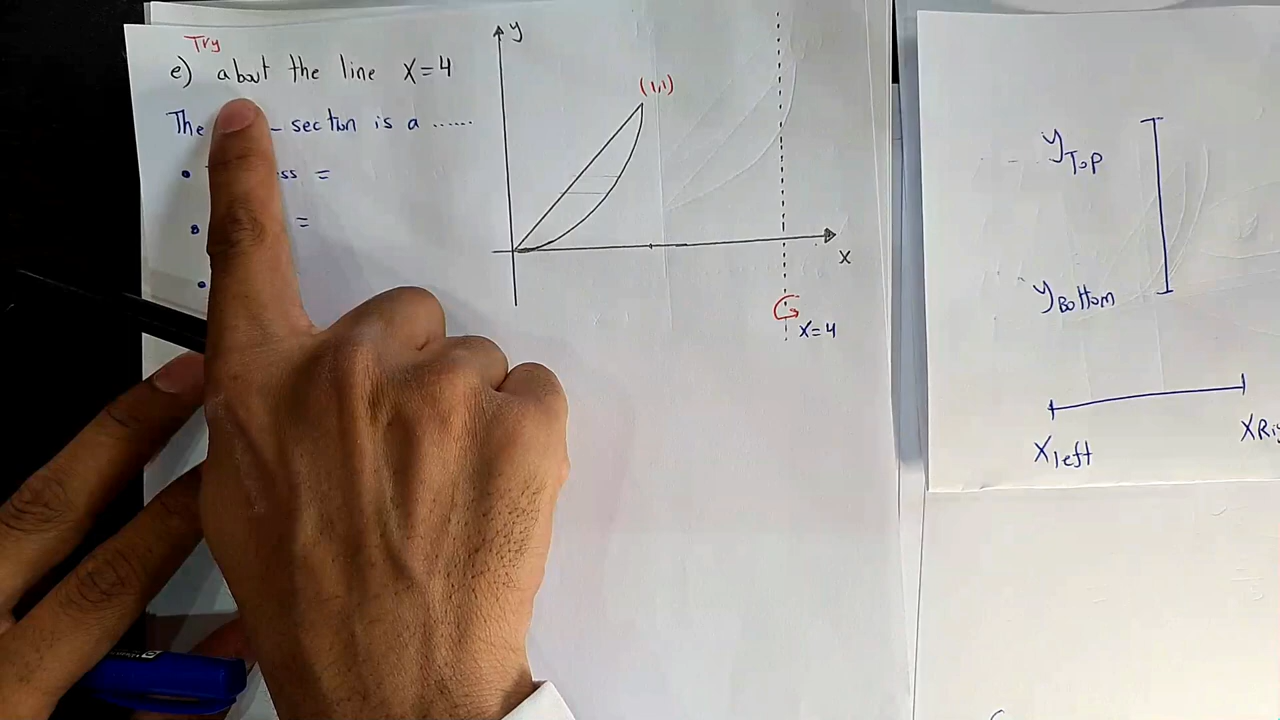 Try
e) about the line x=4
The section is a ......
ss =
=
y
(1,1)
x
x=4
y Top
y Bottom
x left